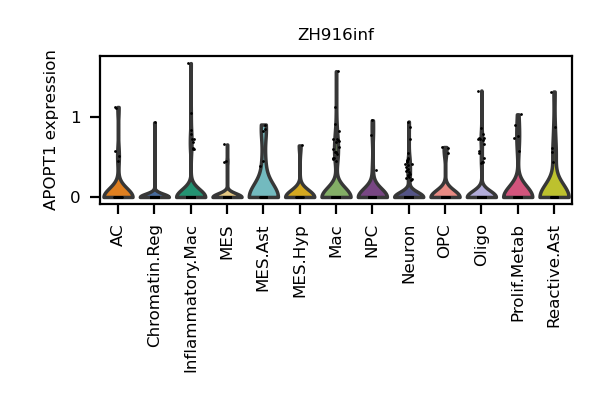 ZH916inf
APOPT1 expression
1
0
AC
Chromatin.Reg
Inflammatory.Mac
MES
MES.Ast
MES.Hyp
Mac
NPC
Neuron
OPC
Oligo
Prolif.Metab
Reactive.Ast